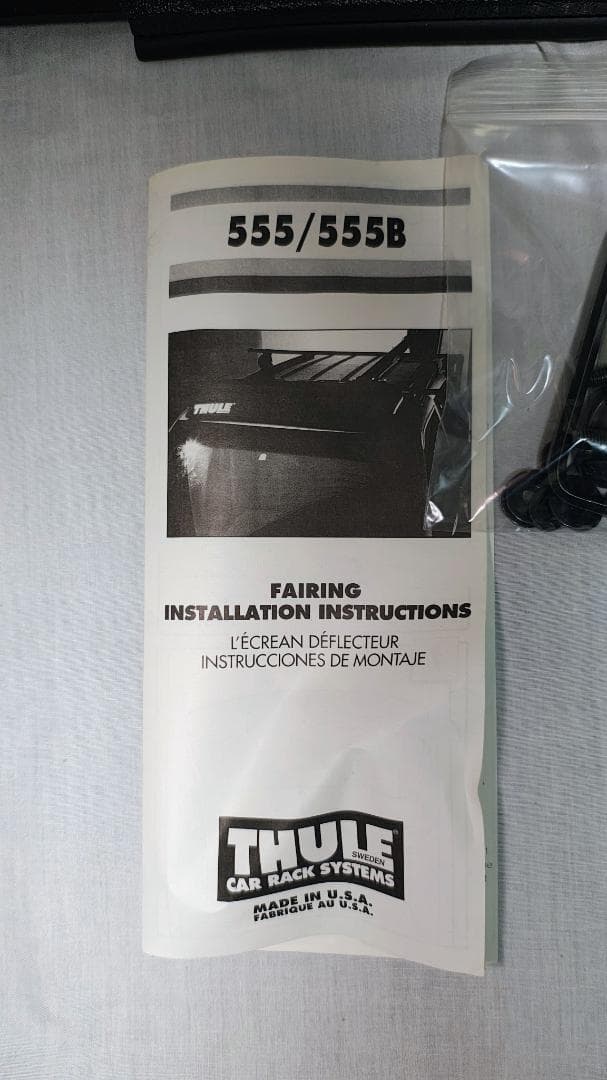 555/555B
THULE
FAIRING
INSTALLATION INSTRUCTIONS
L'ÉCREAN DÉFLECTEUR
INSTRUCCIONES DE MONTAJE
THULE®
SWEDEN
CAR RACK SYSTEMS
MADE IN U.S.A.
FABRIQUE AU U.S.A.